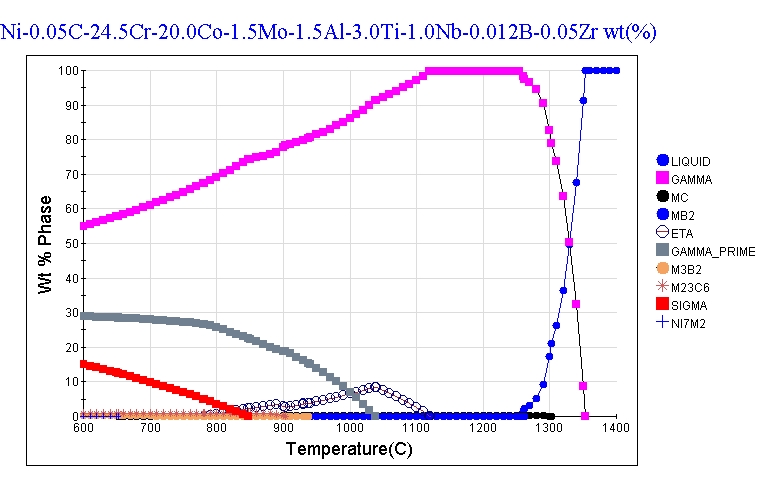 Ni-0.05C-24.5Cr-20.0Co-1.5Mo-1.5Al-3.0Ti-1.0Nb-0.012B-0.05Zr wt(%)
100
90
80
70
60
50
40
30
20
10
0
Wt % Phase
600 700 800 900 1000 1100 1200 1300 1400
Temperature(C)
LIQUID
GAMMA
MC
MB2
ETA
GAMMA_PRIME
M3B2
M23C6
SIGMA
NI7M2